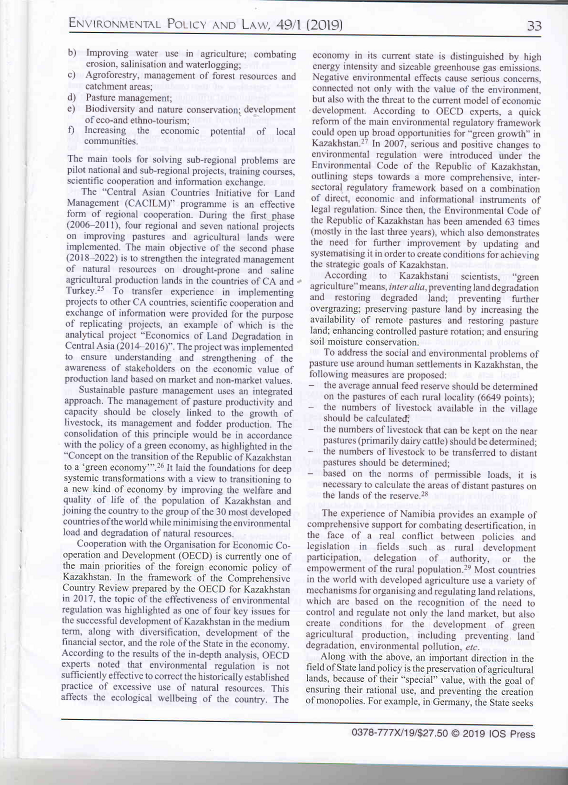 ENVIRONMENTAL POLICY AND LAW, 49/1 (2019)
33
b) Improving water use in agriculture; combating
erosion, salinisation and waterlogging;
c) Agroforestry, management of forest resources and
catchment areas;
d) Pasture management;
e) Biodiversity and nature conservation; development
of eco-and ethno-tourism;
f) Increasing the economic potential of local
communities.
The main tools for solving sub-regional problems are
pilot national and sub-regional projects, training courses,
scientific cooperation and information exchange.
The “Central Asian Countries Initiative for Land
Management (CACILM)” programme is an effective
form of regional cooperation. During the first phase
(2006–2011), four regional and seven national projects
on improving pastures and agricultural lands were
implemented. The main objective of the second phase
(2018–2022) is to strengthen the integrated management
of natural resources on drought-prone and saline
agricultural production lands in the countries of CA and
Turkey.25 To transfer experience in implementing
projects to other CA countries, scientific cooperation and
exchange of information were provided for the purpose
of replicating projects, an example of which is the
analytical project “Economics of Land Degradation in
Central Asia (2014–2016)”. The project was implemented
to ensure understanding and strengthening of the
awareness of stakeholders on the economic value of
production land based on market and non-market values.
Sustainable pasture management uses an integrated
approach. The management of pasture productivity and
capacity should be closely linked to the growth of
livestock, its management and fodder production. The
consolidation of this principle would be in accordance
with the policy of a green economy, as highlighted in the
“Concept on the transition of the Republic of Kazakhstan
to a ‘green economy’”.26 It laid the foundations for deep
systemic transformations with a view to transitioning to
a new kind of economy by improving the welfare and
quality of life of the population of Kazakhstan and
joining the country to the group of the 30 most developed
countries of the world while minimising the environmental
load and degradation of natural resources.
Cooperation with the Organisation for Economic Co-
operation and Development (OECD) is currently one of
the main priorities of the foreign economic policy of
Kazakhstan. In the framework of the Comprehensive
Country Review prepared by the OECD for Kazakhstan
in 2017, the topic of the effectiveness of environmental
regulation was highlighted as one of four key issues for
the successful development of Kazakhstan in the medium
term, along with diversification, development of the
financial sector, and the role of the State in the economy.
According to the results of the in-depth analysis, OECD
experts noted that environmental regulation is not
sufficiently effective to correct the historically established
practice of excessive use of natural resources. This
affects the ecological wellbeing of the country. The
economy in its current state is distinguished by high
energy intensity and sizeable greenhouse gas emissions.
Negative environmental effects cause serious concerns,
connected not only with the value of the environment,
but also with the threat to the current model of economic
development. According to OECD experts, a quick
reform of the main environmental regulatory framework
could open up broad opportunities for “green growth” in
Kazakhstan.27 In 2007, serious and positive changes to
environmental regulation were introduced under the
Environmental Code of the Republic of Kazakhstan,
outlining steps towards a more comprehensive, inter-
sectoral regulatory framework based on a combination
of direct, economic and informational instruments of
legal regulation. Since then, the Environmental Code of
the Republic of Kazakhstan has been amended 63 times
(mostly in the last three years), which also demonstrates
the need for further improvement by updating and
systematising it in order to create conditions for achieving
the strategic goals of Kazakhstan.
According to Kazakhstani scientists, “green
agriculture” means, inter alia, preventing land degradation
and restoring degraded land; preventing further
overgrazing; preserving pasture land by increasing the
availability of remote pastures and restoring pasture
land; enhancing controlled pasture rotation; and ensuring
soil moisture conservation.
To address the social and environmental problems of
pasture use around human settlements in Kazakhstan, the
following measures are proposed:
– the average annual feed reserve should be determined
on the pastures of each rural locality (6649 points);
– the numbers of livestock available in the village
should be calculated;
– the numbers of livestock that can be kept on the near
pastures (primarily dairy cattle) should be determined;
– the numbers of livestock to be transferred to distant
pastures should be determined;
– based on the norms of permissible loads, it is
necessary to calculate the areas of distant pastures on
the lands of the reserve.28
The experience of Namibia provides an example of
comprehensive support for combating desertification, in
the face of a real conflict between policies and
legislation in fields such as rural development
participation, delegation of authority, or the
empowerment of the rural population.29 Most countries
in the world with developed agriculture use a variety of
mechanisms for organising and regulating land relations,
which are based on the recognition of the need to
control and regulate not only the land market, but also
create conditions for the development of green
agricultural production, including preventing land
degradation, environmental pollution, etc.
Along with the above, an important direction in the
field of State land policy is the preservation of agricultural
lands, because of their “special” value, with the goal of
ensuring their rational use, and preventing the creation
of monopolies. For example, in Germany, the State seeks
0378-777X/19/$27.50 © 2019 IOS Press